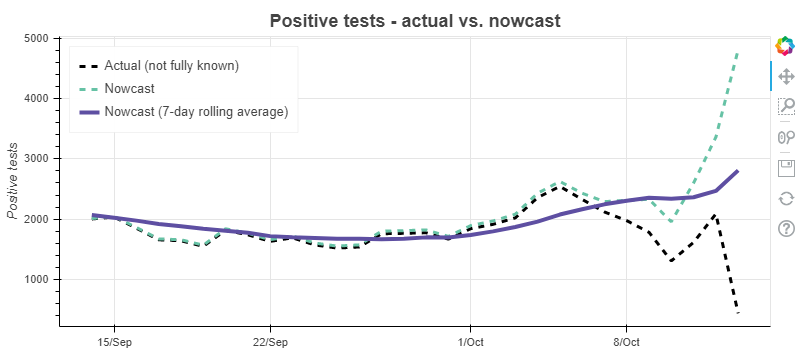 Positive tests - actual vs. nowcast
Actual (not fully known)
Nowcast
Nowcast (7-day rolling average)
Positive tests
5000
4000
3000
2000
1000
15/Sep
22/Sep
1/Oct
8/Oct